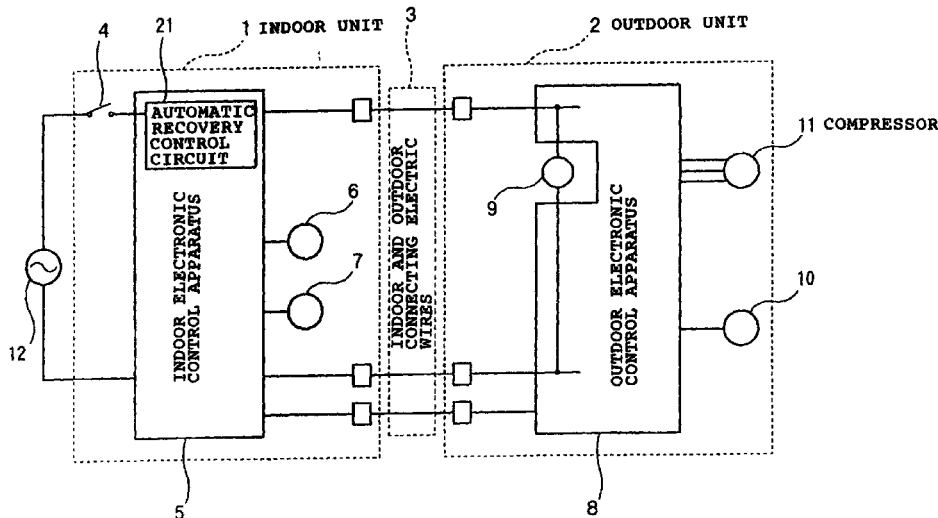 1 INDOOR UNIT
2 OUTDOOR UNIT
3
4
21
AUTOMATIC
RECOVERY
CONTROL
CIRCUIT
INDOOR ELECTRONIC
CONTROL APPARATUS
6
7
INDOOR AND OUTDOOR
CONNECTING ELECTRIC
WIRES
9
OUTDOOR ELECTRONIC
CONTROL APPARATUS
11 COMPRESSOR
10
12
5
8